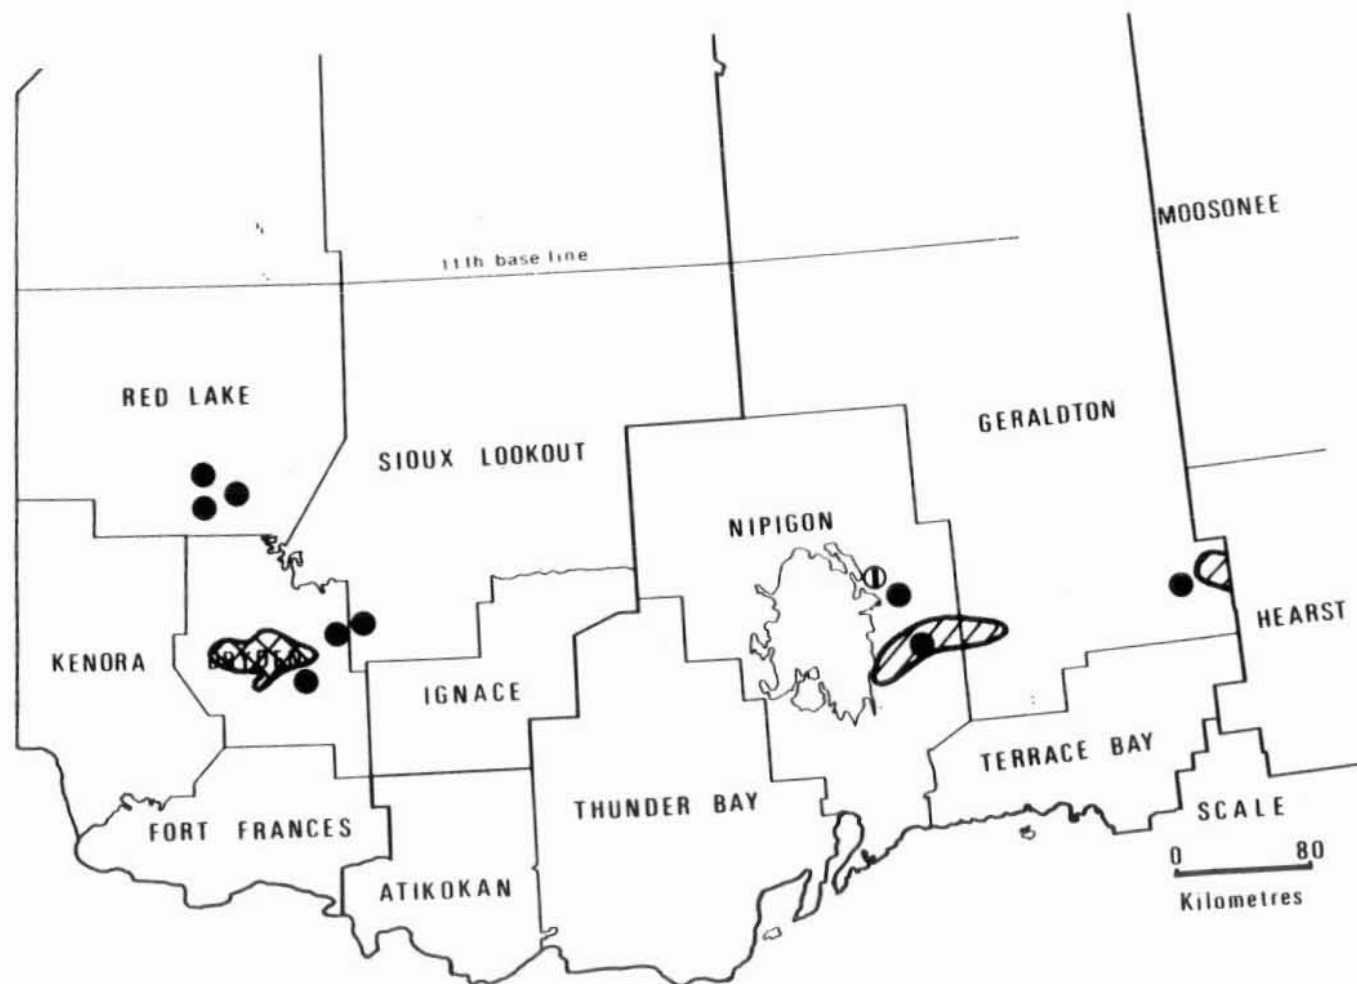 MOOSONEE
11th base line
RED LAKE
GERALDTON
SIOUX LOOKOUT
NIPIGON
HEARST
KENORA
DRYDEN
IGNACE
TERRACE BAY
THUNDER BAY
SCALE
FORT FRANCES
0 80
ATIKOKAN
Kilometres